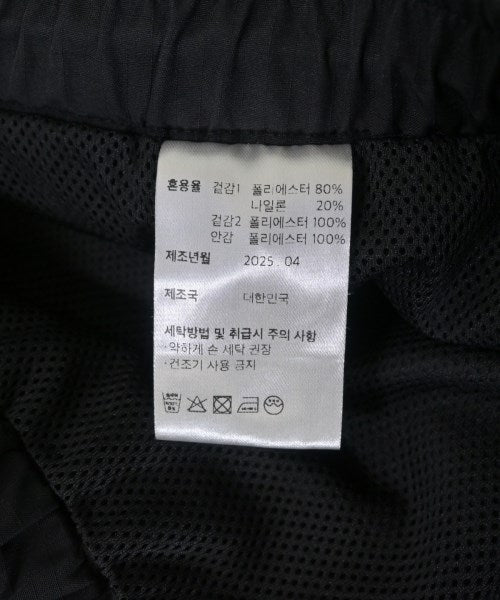 혼용율 겉감1 폴리에스터 80%
나일론 20%
겉감2 폴리에스터 100%
안감 폴리에스터 100%
제조년월 2025. 04
제조국 대한민국
세탁방법 및 취급시 주의 사항
·약하게 손 세탁 권장
·건조기 사용 금지